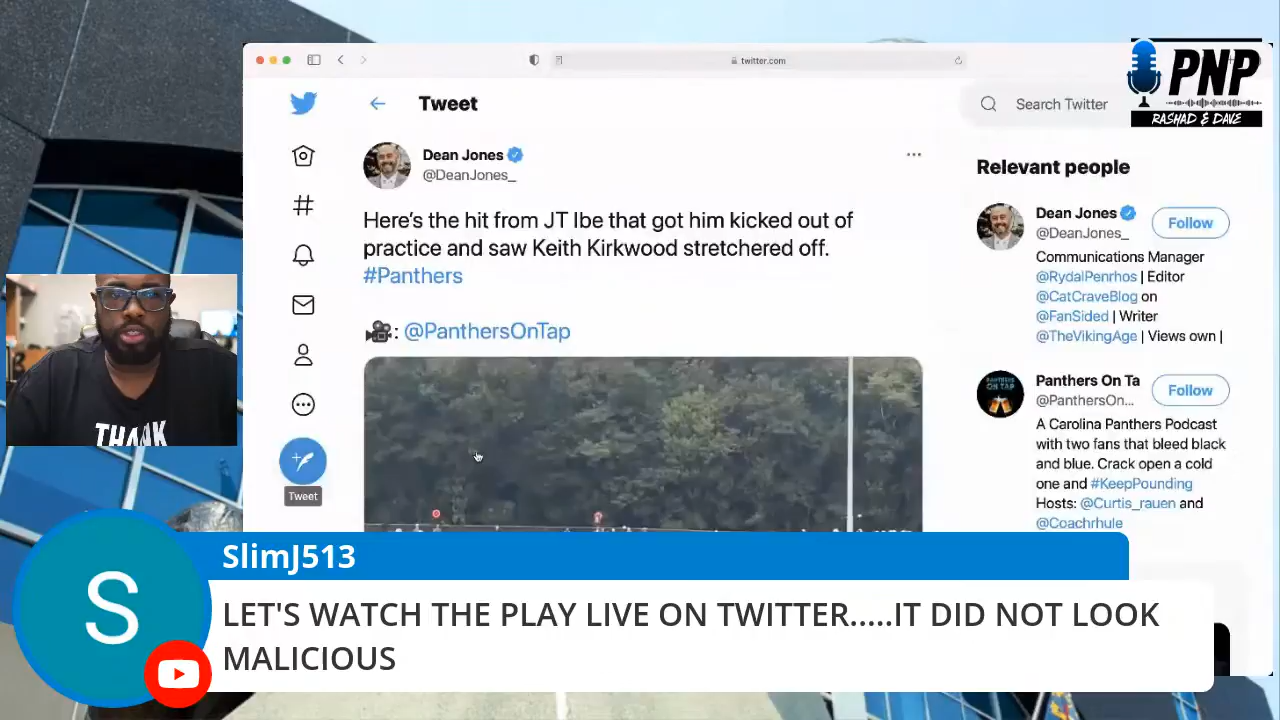 twitter.com
PNP
RASHAD & DAVE
Tweet
Search Twitter
Dean Jones
@DeanJones_
Here's the hit from JT Ibe that got him kicked out of
practice and saw Keith Kirkwood stretchered off.
#Panthers
: @PanthersOnTap
Tweet
Relevant people
Dean Jones
@DeanJones_
Follow
Communications Manager
@RydalPenrhos | Editor
@CatCraveBlog on
@FanSided | Writer
@TheVikingAge | Views own |
PANTHERS
ON TAP
Panthers On Ta
@PanthersOn...
Follow
A Carolina Panthers Podcast
with two fans that bleed black
and blue. Crack open a cold
one and #KeepPounding
Hosts: @Curtis_rauen and
@Coachrhule
THANK
S
SlimJ513
LET'S WATCH THE PLAY LIVE ON TWITTER.....IT DID NOT LOOK
MALICIOUS